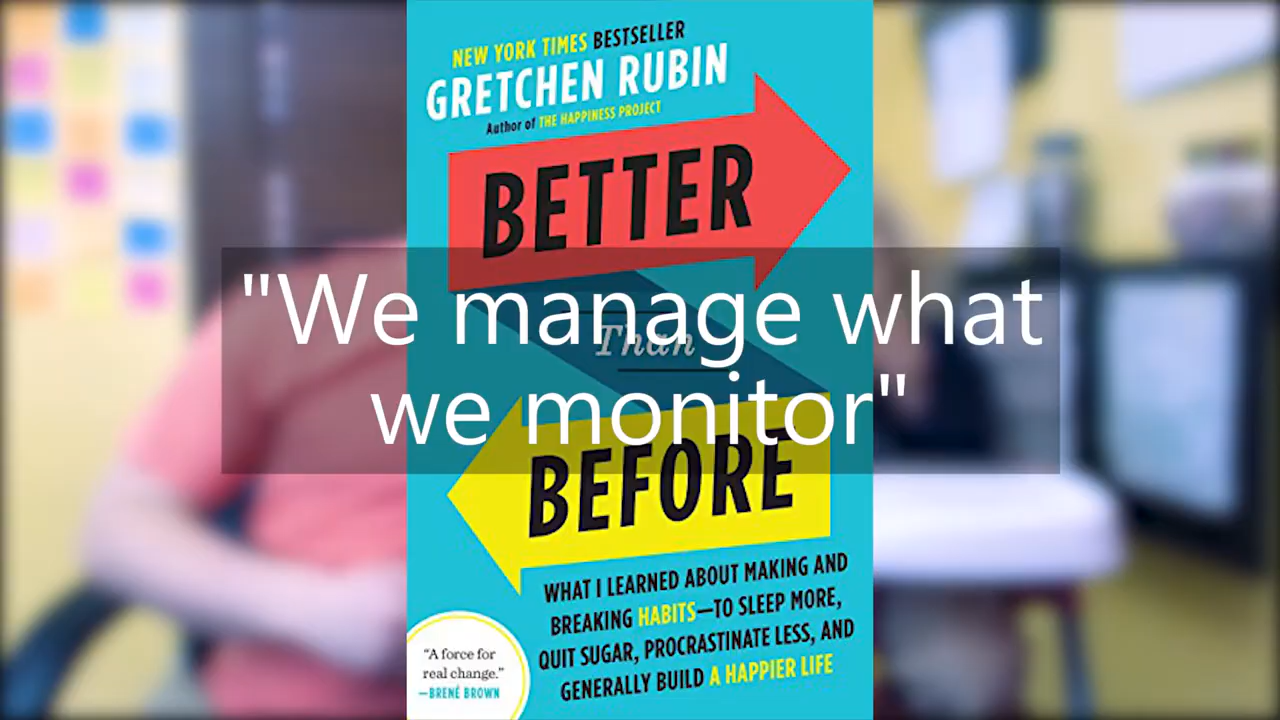 NEW YORK TIMES BESTSELLER
GRETCHEN RUBIN
Author of THE HAPPINESS PROJECT
BETTER
"We manage what
Than
we monitor"
BEFORE
WHAT I LEARNED ABOUT MAKING AND
BREAKING HABITS—TO SLEEP MORE,
QUIT SUGAR, PROCRASTINATE LESS, AND
GENERALLY BUILD A HAPPIER LIFE
"A force for
real change."
—BRENÉ BROWN